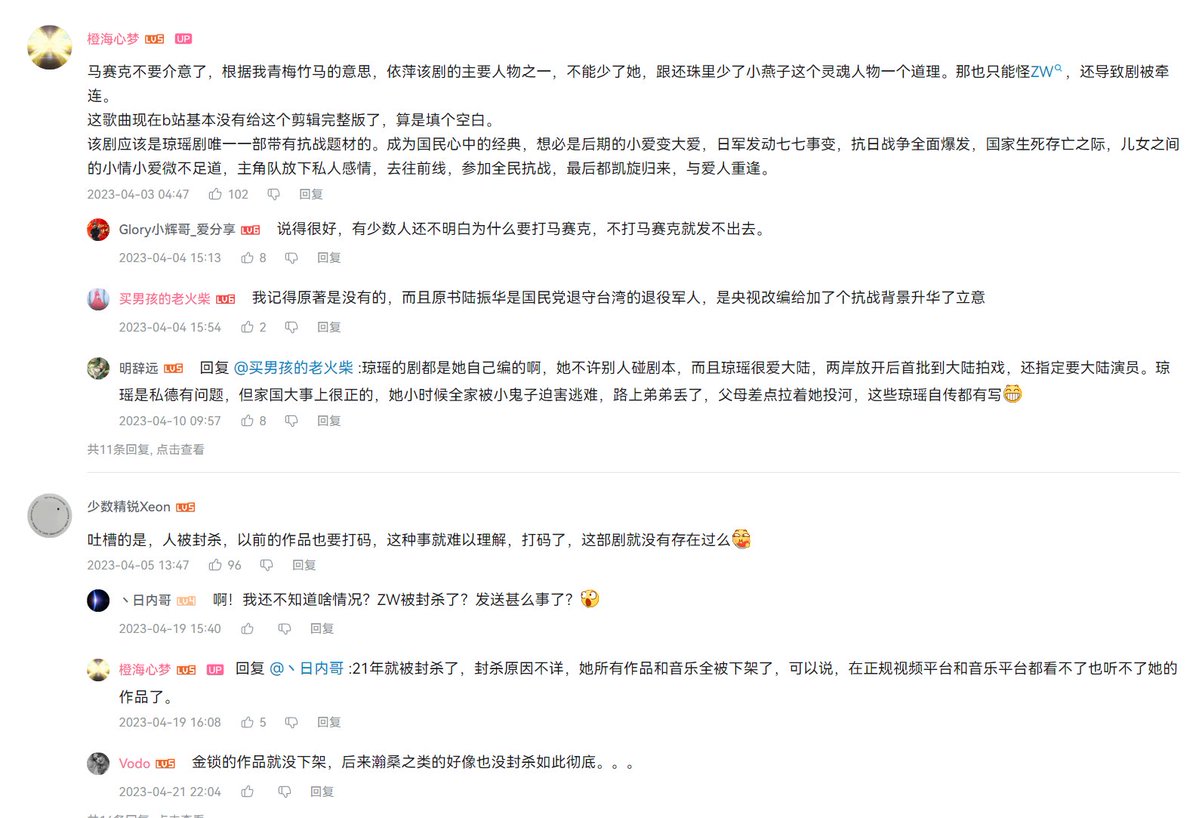 橙海心梦 LV5 UP
马赛克不要介意了，根据我青梅竹马的意思，依萍该剧的主要人物之一，不能少了她，跟还珠里少了小燕子这个灵魂人物一个道理。那也只能怪ZW，还导致剧被牵
连。
这歌曲现在b站基本没有给这个剪辑完整版了，算是填个空白。
该剧应该是琼瑶剧唯一一部带有抗战题材的。成为国民心中的经典，想必是后期的小爱变大爱，日军发动七七事变，抗日战争全面爆发，国家生死存亡之际，儿女之间
的小情小爱微不足道，主角队放下私人感情，去往前线，参加全民抗战，最后都凯旋归来，与爱人重逢。
2023-04-03 04:47 102 回复
Glory小辉哥_爱分享 LV6 说得很好，有少数人还不明白为什么要打马赛克，不打马赛克就发不出去。
2023-04-04 15:13 8 回复
买男孩的老火柴 LV5 我记得原著是没有的，而且原书陆振华是国民党退守台湾的退役军人，是央视改编给加了个抗战背景升华了立意
2023-04-04 15:54 2 回复
明辞远 LV5 回复 @买男孩的老火柴 :琼瑶的剧都是她自己编的啊，她不许别人碰剧本，而且琼瑶很爱大陆，两岸放开后首批到大陆拍戏，还指定要大陆演员。琼
瑶是私德有问题，但家国大事上很正的，她小时候全家被小鬼子迫害逃难，路上弟弟丢了，父母差点拉着她投河，这些琼瑶自传都有写
2023-04-10 09:57 8 回复
共11条回复, 点击查看
少数精锐Xeon LV5
吐槽的是，人被封杀，以前的作品也要打码，这种事就难以理解，打码了，这部剧就没有存在过么
2023-04-05 13:47 96 回复
丶日内哥 LV4 啊！我还不知道啥情况？ZW被封杀了？发送甚么事了？
2023-04-19 15:40 回复
橙海心梦 LV5 UP 回复 @丶日内哥 :21年就被封杀了，封杀原因不详，她所有作品和音乐全被下架了，可以说，在正规视频平台和音乐平台都看不了也听不了她的
作品了。
2023-04-19 16:08 5 回复
Vodo LV5 金锁的作品就没下架，后来瀚桑之类的好像也没封杀如此彻底。。。
2023-04-21 22:04 回复